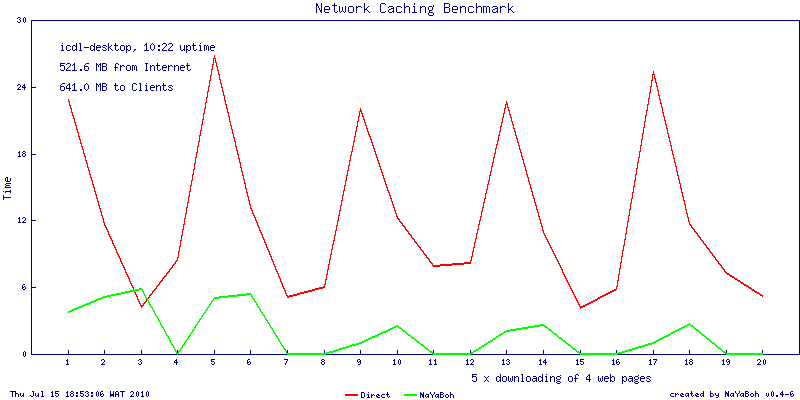 Network Caching Benchmark
30
icdl-desktop, 10:22 uptime
521.6 MB from Internet
641.0 MB to Clients
24
18
Time
12
6
0
1 2 3 4 5 6 7 8 9 10 11 12 13 14 15 16 17 18 19 20
5 x downloading of 4 web pages
Thu Jul 15 18:53:06 WAT 2010 Direct NaYaBoh created by NaYaBoh v0.4-6